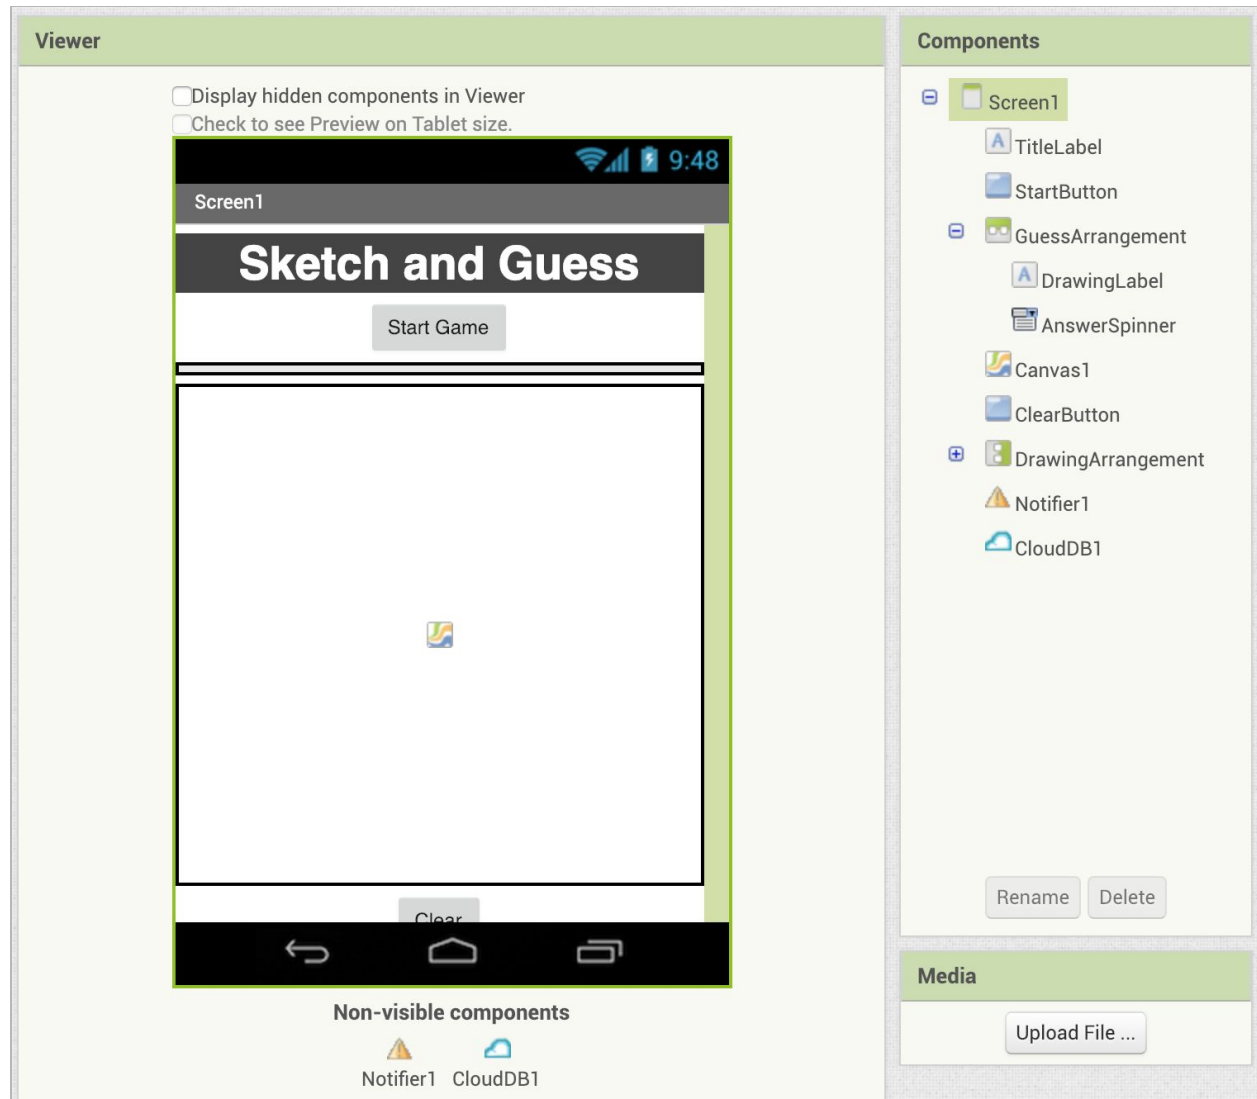 Viewer
Display hidden components in Viewer
Check to see Preview on Tablet size.
9:48
Screen1
Sketch and Guess
Start Game
Clear
Non-visible components
Notifier1 CloudDB1
Components
Screen1
TitleLabel
StartButton
GuessArrangement
DrawingLabel
AnswerSpinner
Canvas1
ClearButton
DrawingArrangement
Notifier1
CloudDB1
Rename Delete
Media
Upload File ...